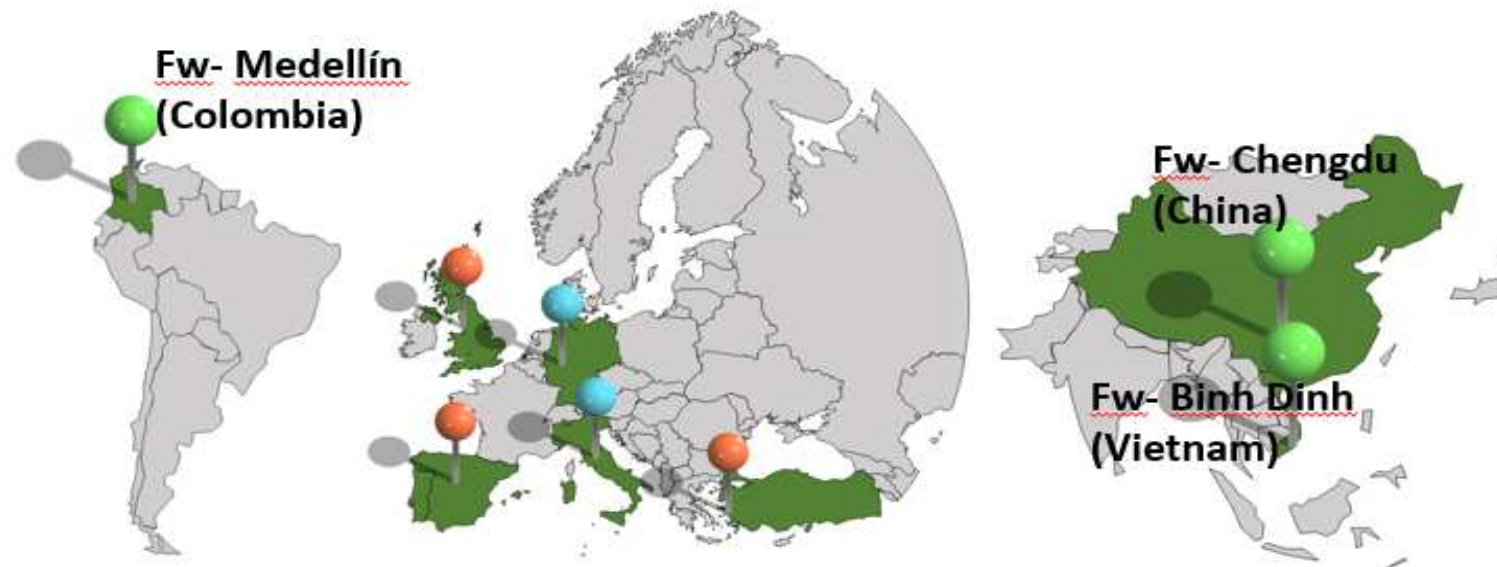 Fw- Medellín
(Colombia)
Fw- Chengdu
(China)
Fw- Binh Dinh
(Vietnam)